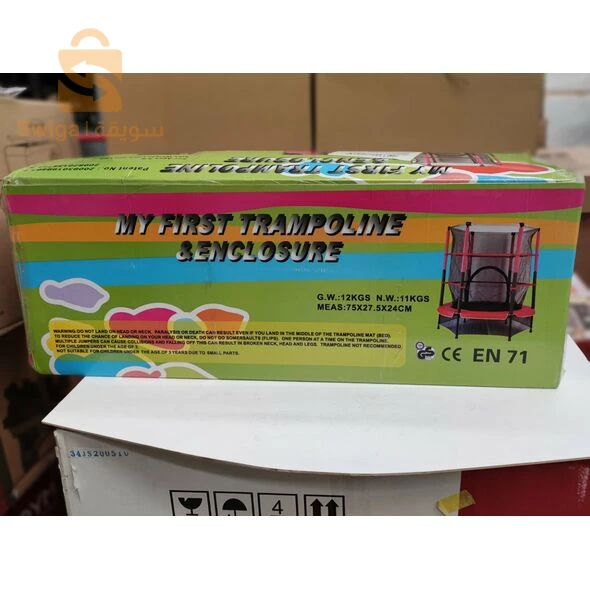 Swiqa سويقة
MY FIRST TRAMPOLINE
&ENCLOSURE
MY FIRST TRAMPOLINE
&ENCLOSURE
G.W.:12KGS N.W.:11KGS
MEAS:75X27.5X24CM
WARNING:DO NOT LAND ON HEAD OR NECK. PARALYSIS OR DEATH CAN RESULT EVEN IF YOU LAND IN THE MIDDLE OF THE TRAMPOLINE MAT (BED).
TO REDUCE THE CHANCE OF LANDING ON YOUR HEAD OR NECK, DO NOT DO SOMERSAULTS (FLIPS). ONE PERSON AT A TIME ON THE TRAMPOLINE.
MULTIPLE JUMPERS CAN CAUSE COLLISIONS AND FALLING OFF THIS CAN RESULT IN BROKEN NECK, HEAD AND LEGS. TRAMPOLINE NOT RECOMMENDED
FOR CHILDREN UNDER THE AGE OF 3.
NOT SUITABLE FOR CHILDREN UNDER THE AGE OF 3 YEARS DUE TO SMALL PARTS.
CE EN 71
4